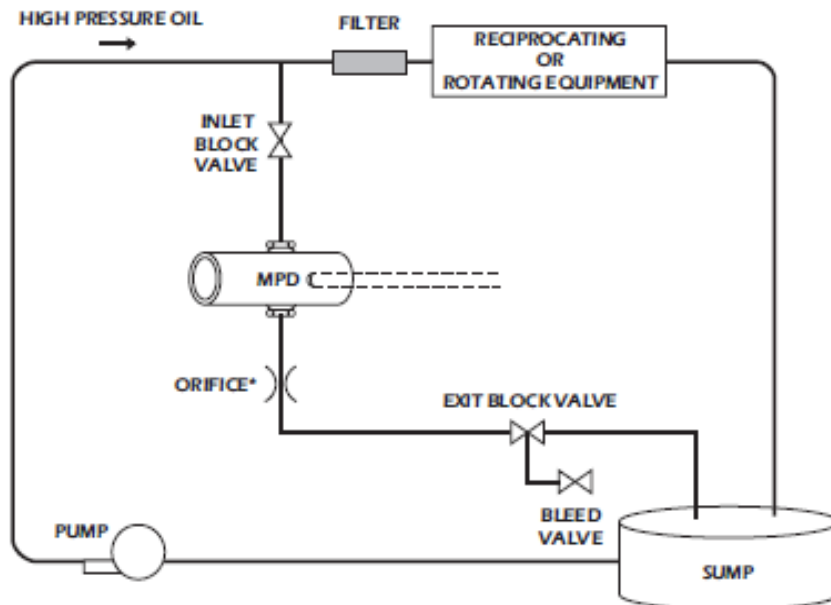 HIGH PRESSURE OIL
FILTER
RECIPROCATING
OR
ROTATING EQUIPMENT
INLET
BLOCK
VALVE
MPD
ORIFICE*
EXIT BLOCK VALVE
BLEED
VALVE
PUMP
SUMP